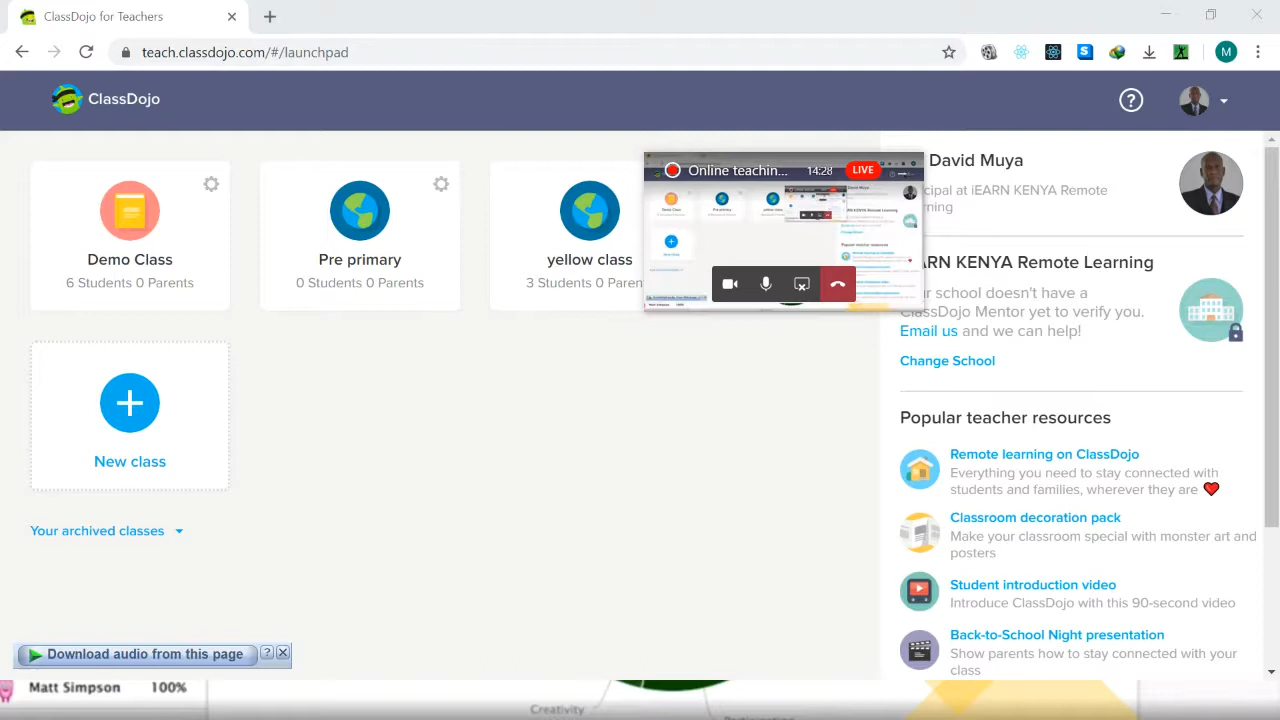 ClassDojo for Teachers
teach.classdojo.com/#/launchpad
M
ClassDojo
?
Demo Class
6 Students 0 Parents
Pre primary
0 Students 0 Parents
yellow class
3 Students 0 Paren
Online teachin... 14:28 LIVE
David Muya
cipal at iEARN KENYA Remote
rning
ARN KENYA Remote Learning
r school doesn't have a
ClassDojo Mentor yet to verify you.
Email us and we can help!
Change School
New class
Your archived classes
Popular teacher resources
Remote learning on ClassDojo
Everything you need to stay connected with
students and families, wherever they are
Classroom decoration pack
Make your classroom special with monster art and
posters
Student introduction video
Introduce ClassDojo with this 90-second video
Back-to-School Night presentation
Show parents how to stay connected with your
class
Download audio from this page ?
Matt Simpson 100%
Creativity